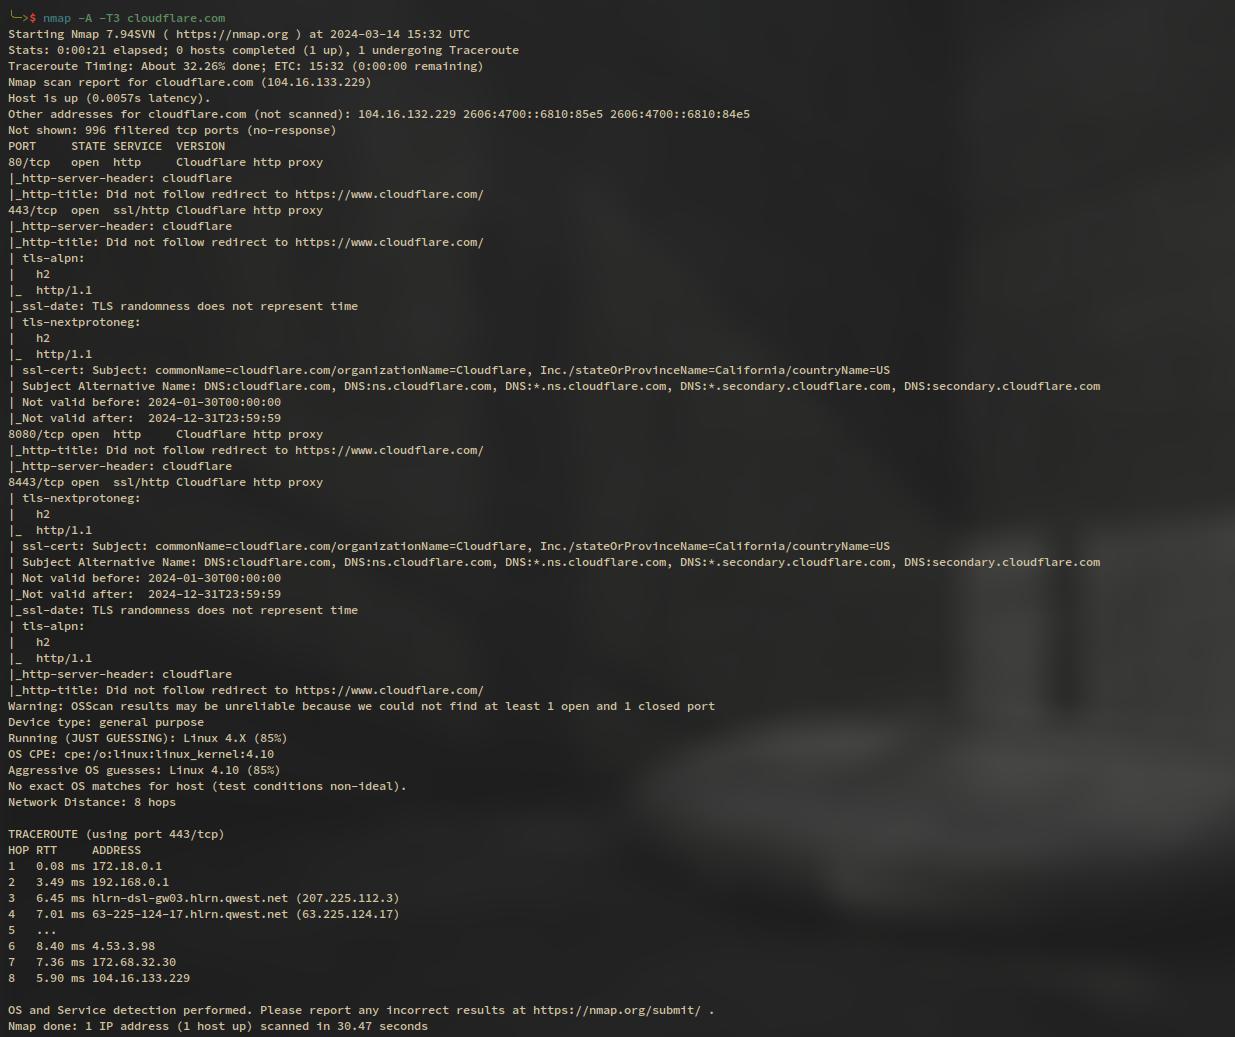 ╰─>$ nmap -A -T3 cloudflare.com
Starting Nmap 7.94SVN ( https://nmap.org ) at 2024-03-14 15:32 UTC
Stats: 0:00:21 elapsed; 0 hosts completed (1 up), 1 undergoing Traceroute
Traceroute Timing: About 32.26% done; ETC: 15:32 (0:00:00 remaining)
Nmap scan report for cloudflare.com (104.16.133.229)
Host is up (0.0057s latency).
Other addresses for cloudflare.com (not scanned): 104.16.132.229 2606:4700::6810:85e5 2606:4700::6810:84e5
Not shown: 996 filtered tcp ports (no-response)
PORT     STATE SERVICE  VERSION
80/tcp   open  http     Cloudflare http proxy
|_http-server-header: cloudflare
|_http-title: Did not follow redirect to https://www.cloudflare.com/
443/tcp  open  ssl/http Cloudflare http proxy
|_http-server-header: cloudflare
|_http-title: Did not follow redirect to https://www.cloudflare.com/
| tls-alpn:
|   h2
|_  http/1.1
|_ssl-date: TLS randomness does not represent time
| tls-nextprotoneg:
|   h2
|_  http/1.1
| ssl-cert: Subject: commonName=cloudflare.com/organizationName=Cloudflare, Inc./stateOrProvinceName=California/countryName=US
| Subject Alternative Name: DNS:cloudflare.com, DNS:ns.cloudflare.com, DNS:*.ns.cloudflare.com, DNS:*.secondary.cloudflare.com, DNS:secondary.cloudflare.com
| Not valid before: 2024-01-30T00:00:00
|_Not valid after:  2024-12-31T23:59:59
8080/tcp open  http     Cloudflare http proxy
|_http-title: Did not follow redirect to https://www.cloudflare.com/
|_http-server-header: cloudflare
8443/tcp open  ssl/http Cloudflare http proxy
| tls-nextprotoneg:
|   h2
|_  http/1.1
| ssl-cert: Subject: commonName=cloudflare.com/organizationName=Cloudflare, Inc./stateOrProvinceName=California/countryName=US
| Subject Alternative Name: DNS:cloudflare.com, DNS:ns.cloudflare.com, DNS:*.ns.cloudflare.com, DNS:*.secondary.cloudflare.com, DNS:secondary.cloudflare.com
| Not valid before: 2024-01-30T00:00:00
|_Not valid after:  2024-12-31T23:59:59
|_ssl-date: TLS randomness does not represent time
| tls-alpn:
|   h2
|_  http/1.1
|_http-server-header: cloudflare
|_http-title: Did not follow redirect to https://www.cloudflare.com/
Warning: OSScan results may be unreliable because we could not find at least 1 open and 1 closed port
Device type: general purpose
Running (JUST GUESSING): Linux 4.X (85%)
OS CPE: cpe:/o:linux:linux_kernel:4.10
Aggressive OS guesses: Linux 4.10 (85%)
No exact OS matches for host (test conditions non-ideal).
Network Distance: 8 hops
TRACEROUTE (using port 443/tcp)
HOP RTT     ADDRESS
1   0.08 ms 172.18.0.1
2   3.49 ms 192.168.0.1
3   6.45 ms hlrn-dsl-gw03.hlrn.qwest.net (207.225.112.3)
4   7.01 ms 63-225-124-17.hlrn.qwest.net (63.225.124.17)
5   ...
6   8.40 ms 4.53.3.98
7   7.36 ms 172.68.32.30
8   5.90 ms 104.16.133.229
OS and Service detection performed. Please report any incorrect results at https://nmap.org/submit/ .
Nmap done: 1 IP address (1 host up) scanned in 30.47 seconds